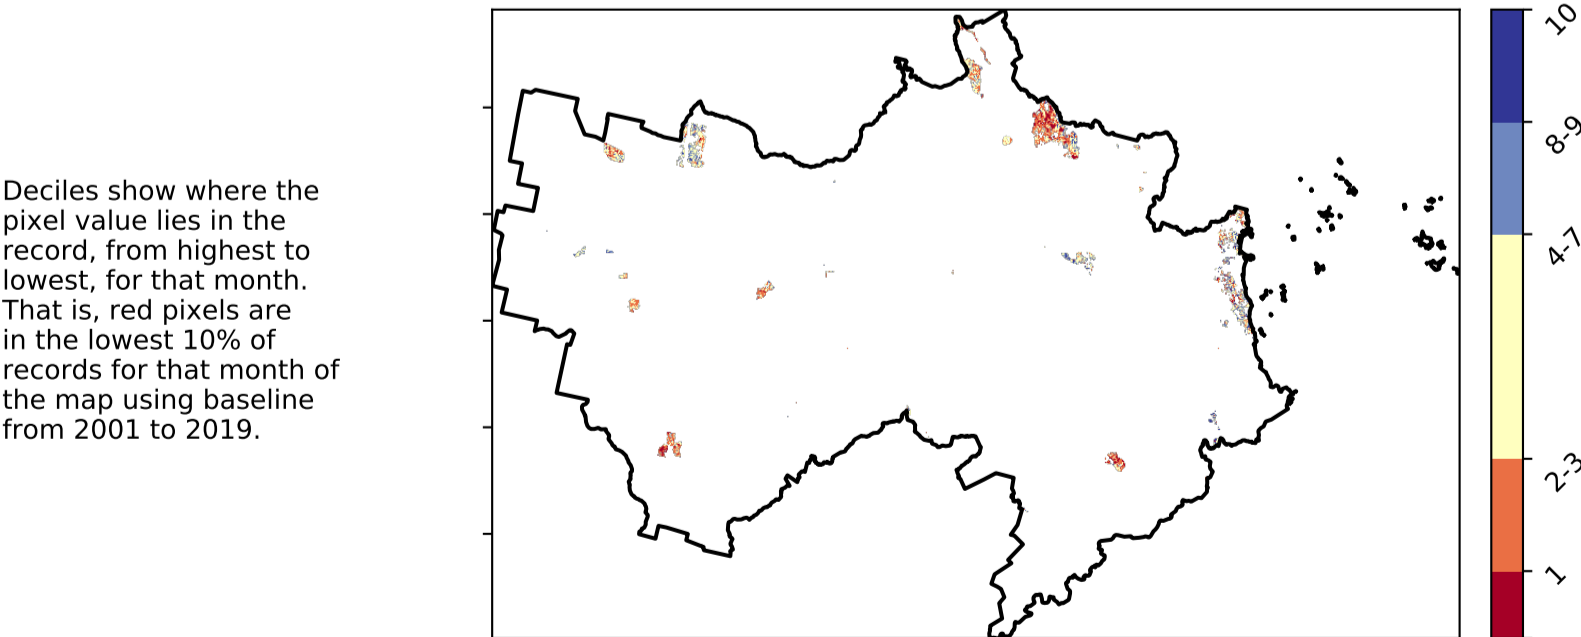 Deciles show where the
pixel value lies in the
record, from highest to
lowest, for that month.
That is, red pixels are
in the lowest 10% of
records for that month of
the map using baseline
from 2001 to 2019.
10
8-9
4-7
2-3
1